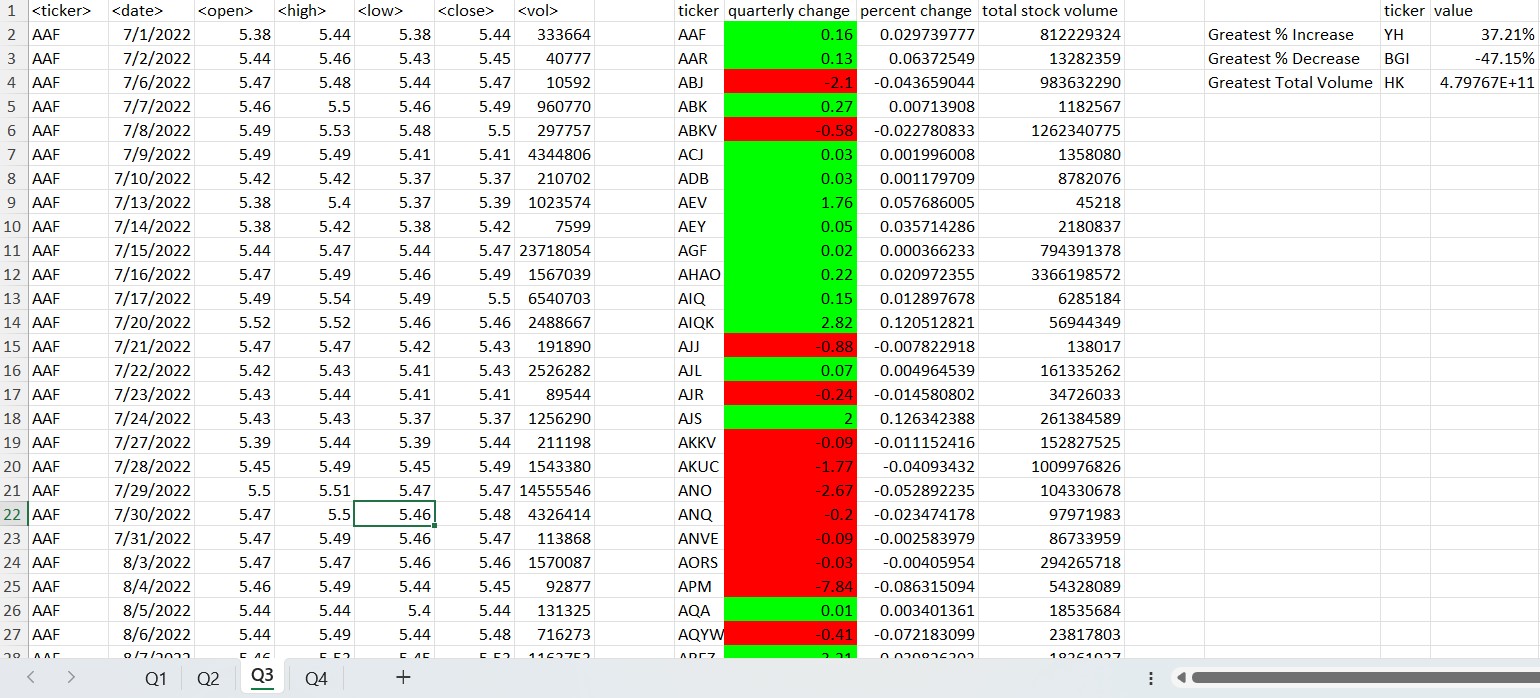 1 <ticker> <date> <open> <high> <low> <close> <vol> ticker quarterly change percent change total stock volume ticker value
2 AAF 7/1/2022 5.38 5.44 5.38 5.44 333664 AAF 0.16 0.029739777 812229324 Greatest % Increase YH 37.21%
3 AAF 7/2/2022 5.44 5.46 5.43 5.45 40777 AAR 0.13 0.06372549 13282359 Greatest % Decrease BGI -47.15%
4 AAF 7/6/2022 5.47 5.48 5.44 5.47 10592 ABJ -2.1 -0.043659044 983632290 Greatest Total Volume HK 4.79767E+11
5 AAF 7/7/2022 5.46 5.5 5.46 5.49 960770 ABK 0.27 0.00713908 1182567
6 AAF 7/8/2022 5.49 5.53 5.48 5.5 297757 ABKV -0.58 -0.022780833 1262340775
7 AAF 7/9/2022 5.49 5.49 5.41 5.41 4344806 ACJ 0.03 0.001996008 1358080
8 AAF 7/10/2022 5.42 5.42 5.37 5.37 210702 ADB 0.03 0.001179709 8782076
9 AAF 7/13/2022 5.38 5.4 5.37 5.39 1023574 AEV 1.76 0.057686005 45218
10 AAF 7/14/2022 5.38 5.42 5.38 5.42 7599 AEY 0.05 0.035714286 2180837
11 AAF 7/15/2022 5.44 5.47 5.44 5.47 23718054 AGF 0.02 0.000366233 794391378
12 AAF 7/16/2022 5.47 5.49 5.46 5.49 1567039 AHAO 0.22 0.020972355 3366198572
13 AAF 7/17/2022 5.49 5.54 5.49 5.5 6540703 AIQ 0.15 0.012897678 6285184
14 AAF 7/20/2022 5.52 5.52 5.46 5.46 2488667 AIQK 2.82 0.120512821 56944349
15 AAF 7/21/2022 5.47 5.47 5.42 5.43 191890 AJJ -0.88 -0.007822918 138017
16 AAF 7/22/2022 5.42 5.43 5.41 5.43 2526282 AJL 0.07 0.004964539 161335262
17 AAF 7/23/2022 5.43 5.44 5.41 5.41 89544 AJR -0.24 -0.014580802 34726033
18 AAF 7/24/2022 5.43 5.43 5.37 5.37 1256290 AJS 2 0.126342388 261384589
19 AAF 7/27/2022 5.39 5.44 5.39 5.44 211198 AKKV -0.09 -0.011152416 152827525
20 AAF 7/28/2022 5.45 5.49 5.45 5.49 1543380 AKUC -1.77 -0.04093432 1009976826
21 AAF 7/29/2022 5.5 5.51 5.47 5.47 14555546 ANO -2.67 -0.052892235 104330678
22 AAF 7/30/2022 5.47 5.5 5.46 5.48 4326414 ANQ -0.2 -0.023474178 97971983
23 AAF 7/31/2022 5.47 5.49 5.46 5.47 113868 ANVE -0.09 -0.002583979 86733959
24 AAF 8/3/2022 5.47 5.47 5.46 5.46 1570087 AORS -0.03 -0.00405954 294265718
25 AAF 8/4/2022 5.46 5.49 5.44 5.45 92877 APM -7.84 -0.086315094 54328089
26 AAF 8/5/2022 5.44 5.44 5.4 5.44 131325 AQA 0.01 0.003401361 18535684
27 AAF 8/6/2022 5.44 5.49 5.44 5.48 716273 AQYW -0.41 -0.072183099 23817803
Q1 Q2 Q3 Q4